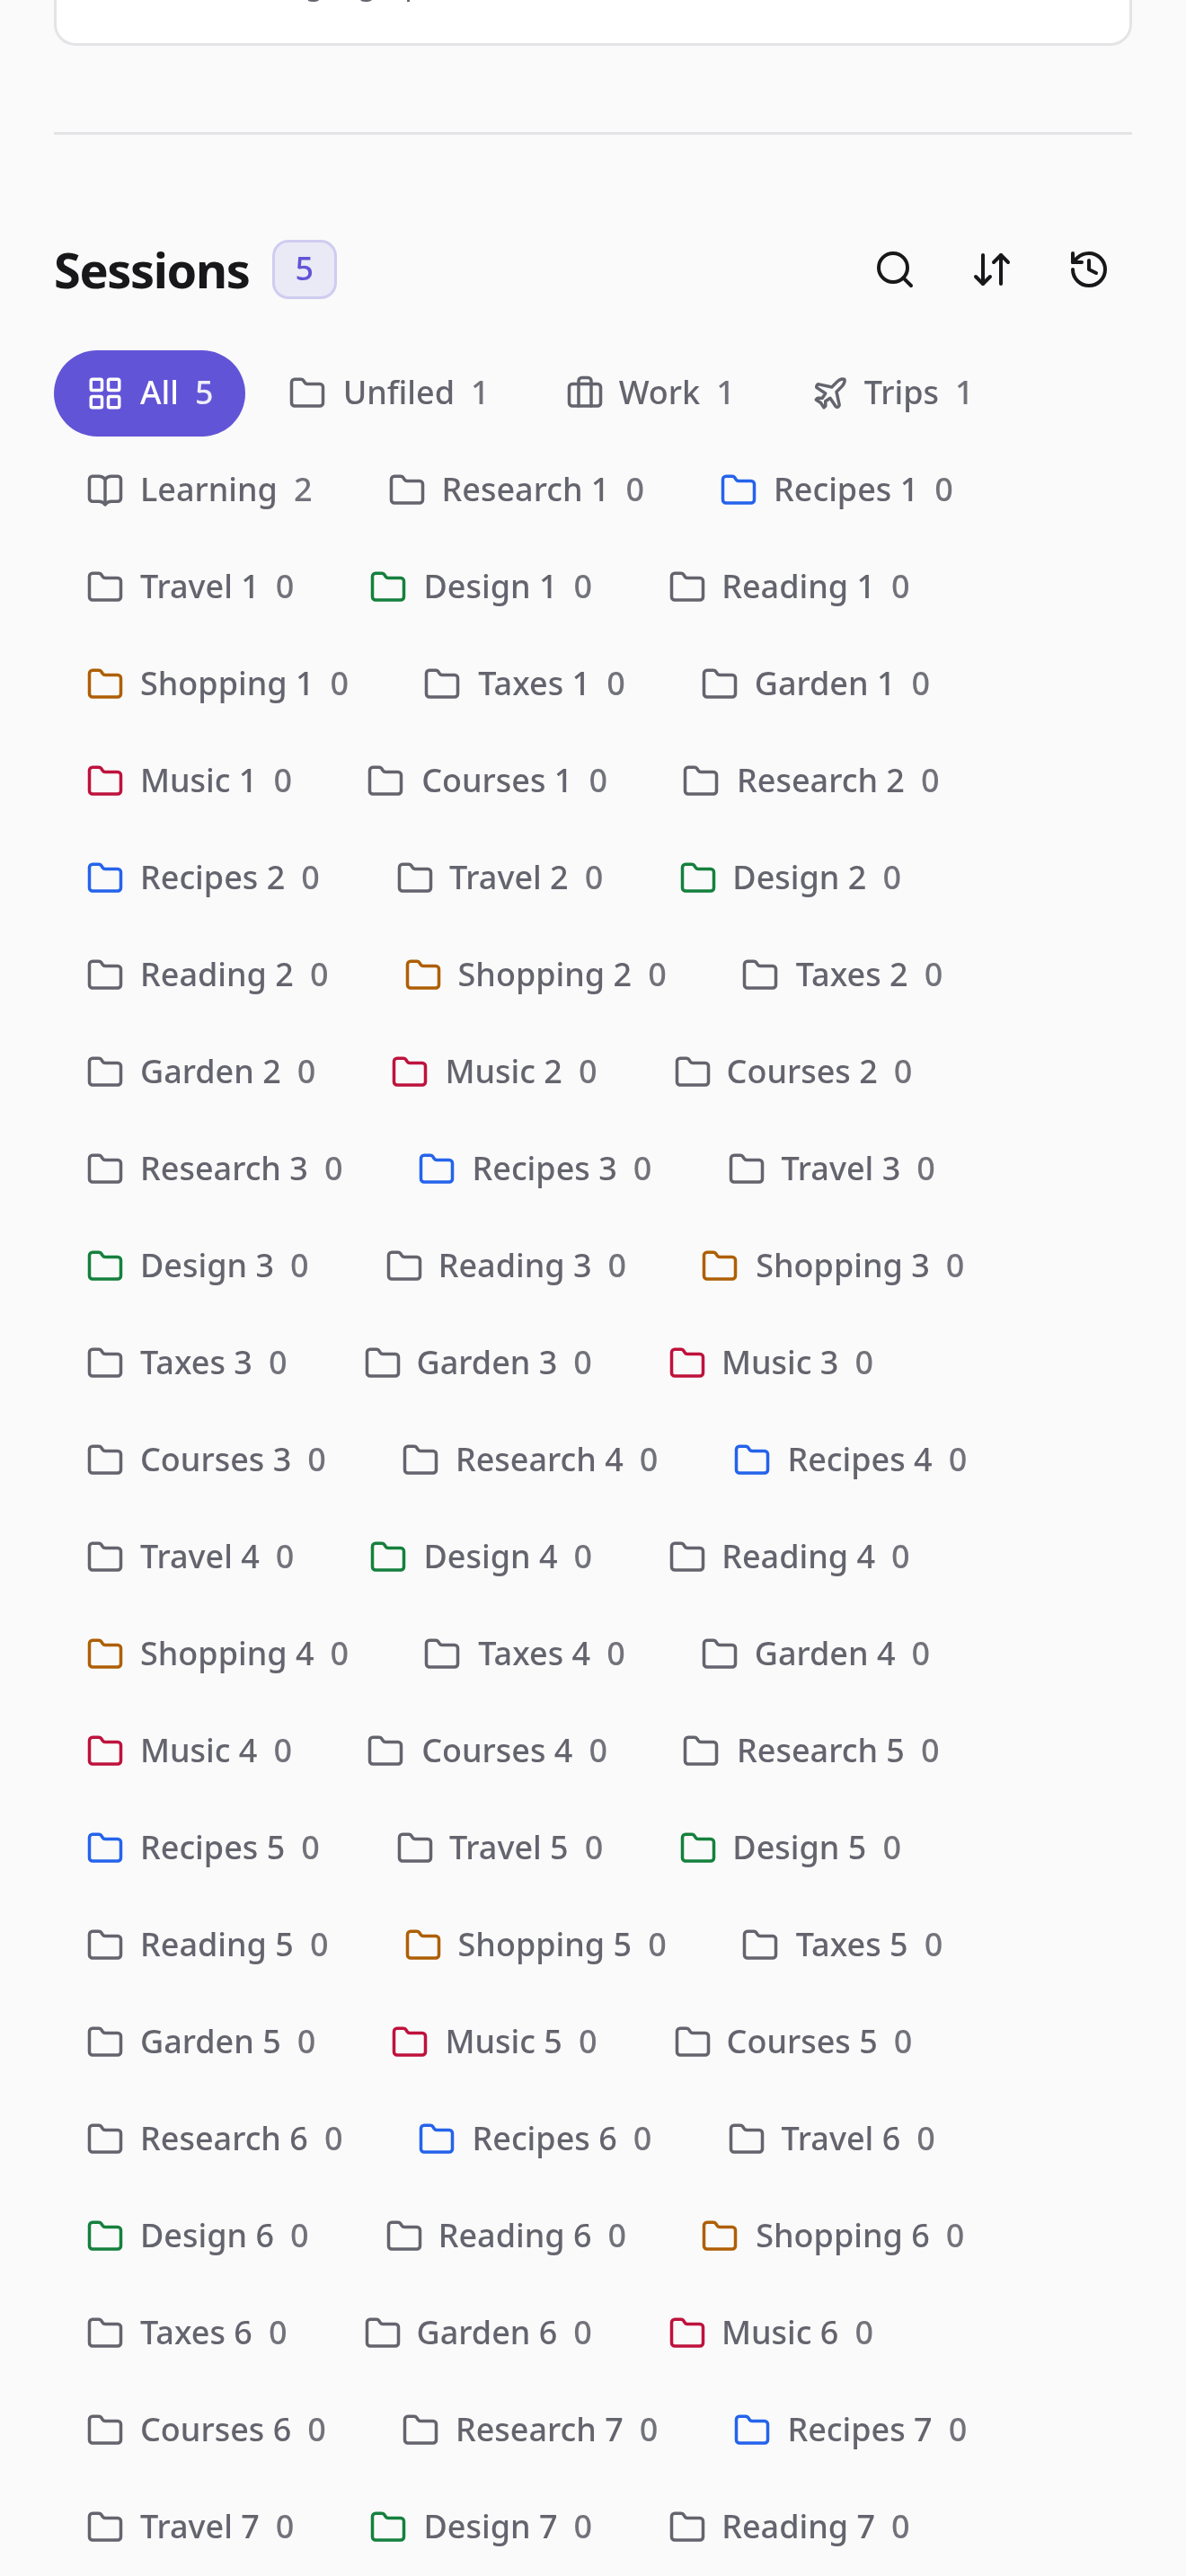 Sessions 5
All 5 Unfiled 1 Work 1 Trips 1
Learning 2 Research 1 0 Recipes 1 0
Travel 1 0 Design 1 0 Reading 1 0
Shopping 1 0 Taxes 1 0 Garden 1 0
Music 1 0 Courses 1 0 Research 2 0
Recipes 2 0 Travel 2 0 Design 2 0
Reading 2 0 Shopping 2 0 Taxes 2 0
Garden 2 0 Music 2 0 Courses 2 0
Research 3 0 Recipes 3 0 Travel 3 0
Design 3 0 Reading 3 0 Shopping 3 0
Taxes 3 0 Garden 3 0 Music 3 0
Courses 3 0 Research 4 0 Recipes 4 0
Travel 4 0 Design 4 0 Reading 4 0
Shopping 4 0 Taxes 4 0 Garden 4 0
Music 4 0 Courses 4 0 Research 5 0
Recipes 5 0 Travel 5 0 Design 5 0
Reading 5 0 Shopping 5 0 Taxes 5 0
Garden 5 0 Music 5 0 Courses 5 0
Research 6 0 Recipes 6 0 Travel 6 0
Design 6 0 Reading 6 0 Shopping 6 0
Taxes 6 0 Garden 6 0 Music 6 0
Courses 6 0 Research 7 0 Recipes 7 0
Travel 7 0 Design 7 0 Reading 7 0